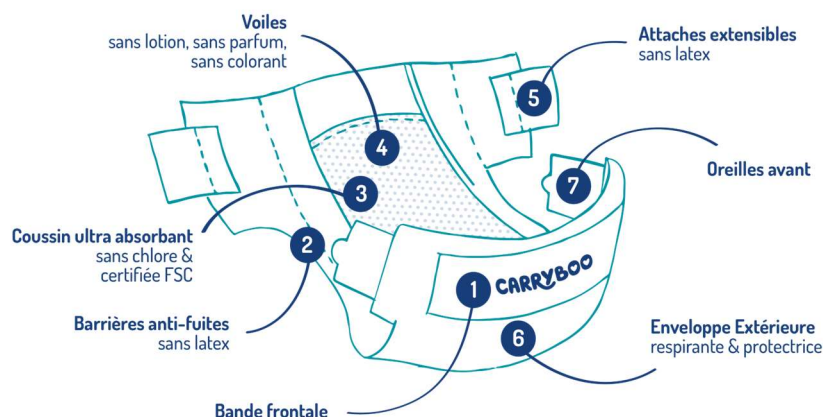 Voiles
sans lotion, sans parfum,
sans colorant
Attaches extensibles
sans latex
5
4
7
Oreilles avant
3
Coussin ultra absorbant
sans chlore &
certifiée FSC
2
1
CARRYBOO
Barrières anti-fuites
sans latex
6
Enveloppe Extérieure
respirante & protectrice
Bande frontale